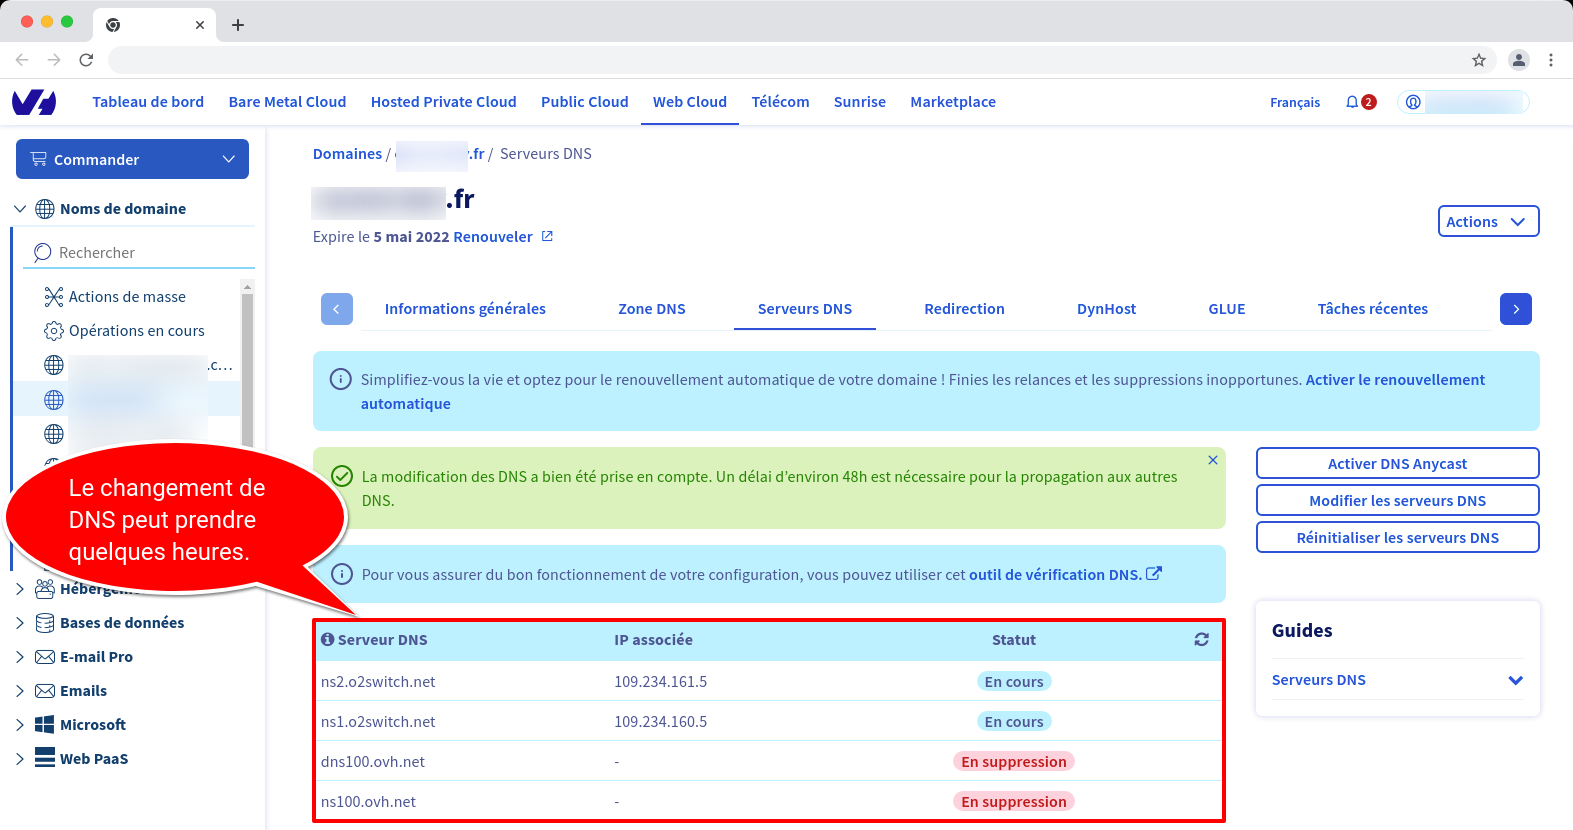 Tableau de bord Bare Metal Cloud Hosted Private Cloud Public Cloud Web Cloud Télécom Sunrise Marketplace Français 2
Commander
Noms de domaine
Rechercher
Actions de masse
Opérations en cours
.c...
Hébergem
Bases de données
E-mail Pro
Emails
Microsoft
Web PaaS
Domaines / .fr / Serveurs DNS
.fr
Expire le 5 mai 2022 Renouveler
Actions
Informations générales Zone DNS Serveurs DNS Redirection DynHost GLUE Tâches récentes
Simplifiez-vous la vie et optez pour le renouvellement automatique de votre domaine ! Finies les relances et les suppressions inopportunes. Activer le renouvellement
automatique
La modification des DNS a bien été prise en compte. Un délai d'environ 48h est nécessaire pour la propagation aux autres
DNS.
Le changement de
DNS peut prendre
quelques heures.
Pour vous assurer du bon fonctionnement de votre configuration, vous pouvez utiliser cet outil de vérification DNS.
Serveur DNS IP associée Statut
ns2.o2switch.net 109.234.161.5 En cours
ns1.o2switch.net 109.234.160.5 En cours
dns100.ovh.net - En suppression
ns100.ovh.net - En suppression
Activer DNS Anycast
Modifier les serveurs DNS
Réinitialiser les serveurs DNS
Guides
Serveurs DNS